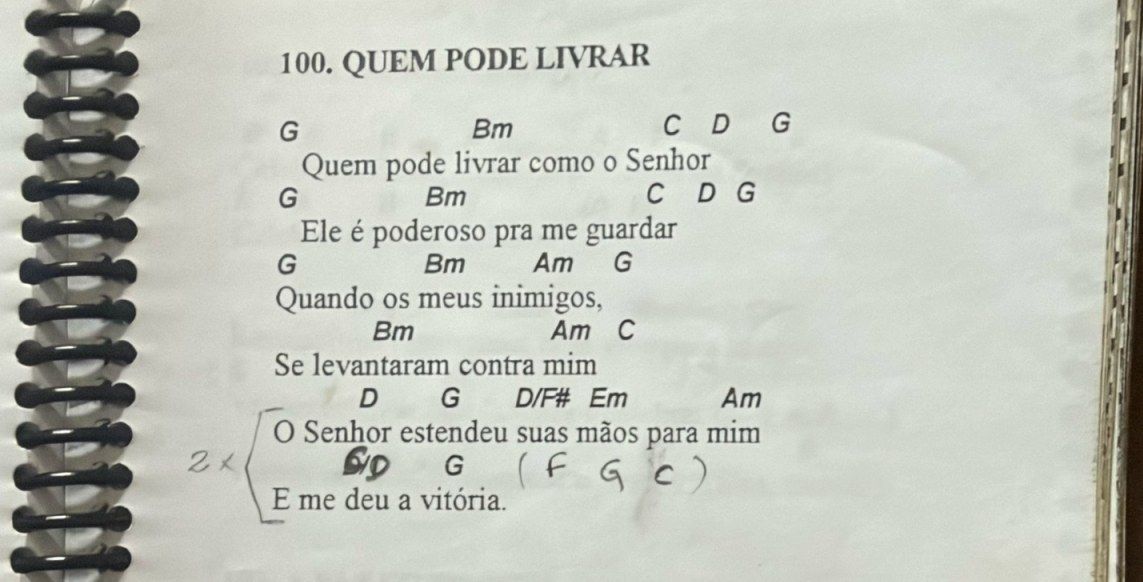 100. QUEM PODE LIVRAR
G Bm C D G
Quem pode livrar como o Senhor
G Bm C D G
Ele é poderoso pra me guardar
G Bm Am G
Quando os meus inimigos,
Bm Am C
Se levantaram contra mim
D G D/F# Em Am
O Senhor estendeu suas mãos para mim
2x G (F G C)
E me deu a vitória.